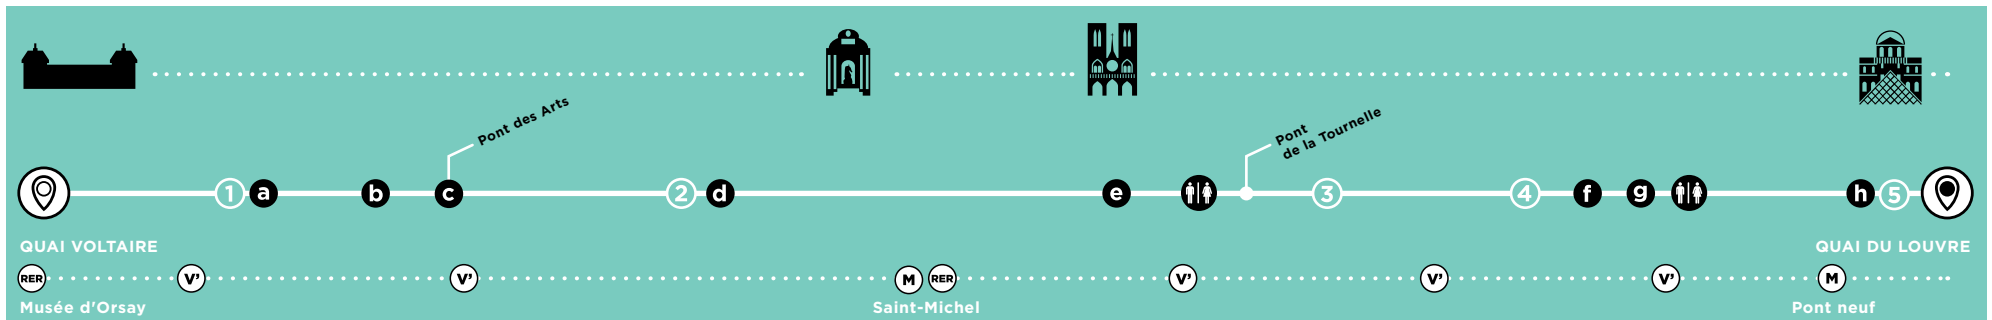 Pont des Arts
Pont
de la Tournelle
1 a b c 2 d e 3 4 f g h 5
QUAI VOLTAIRE
QUAI DU LOUVRE
RER V' V' M RER V' V' V' M
Musée d'Orsay
Saint-Michel
Pont neuf